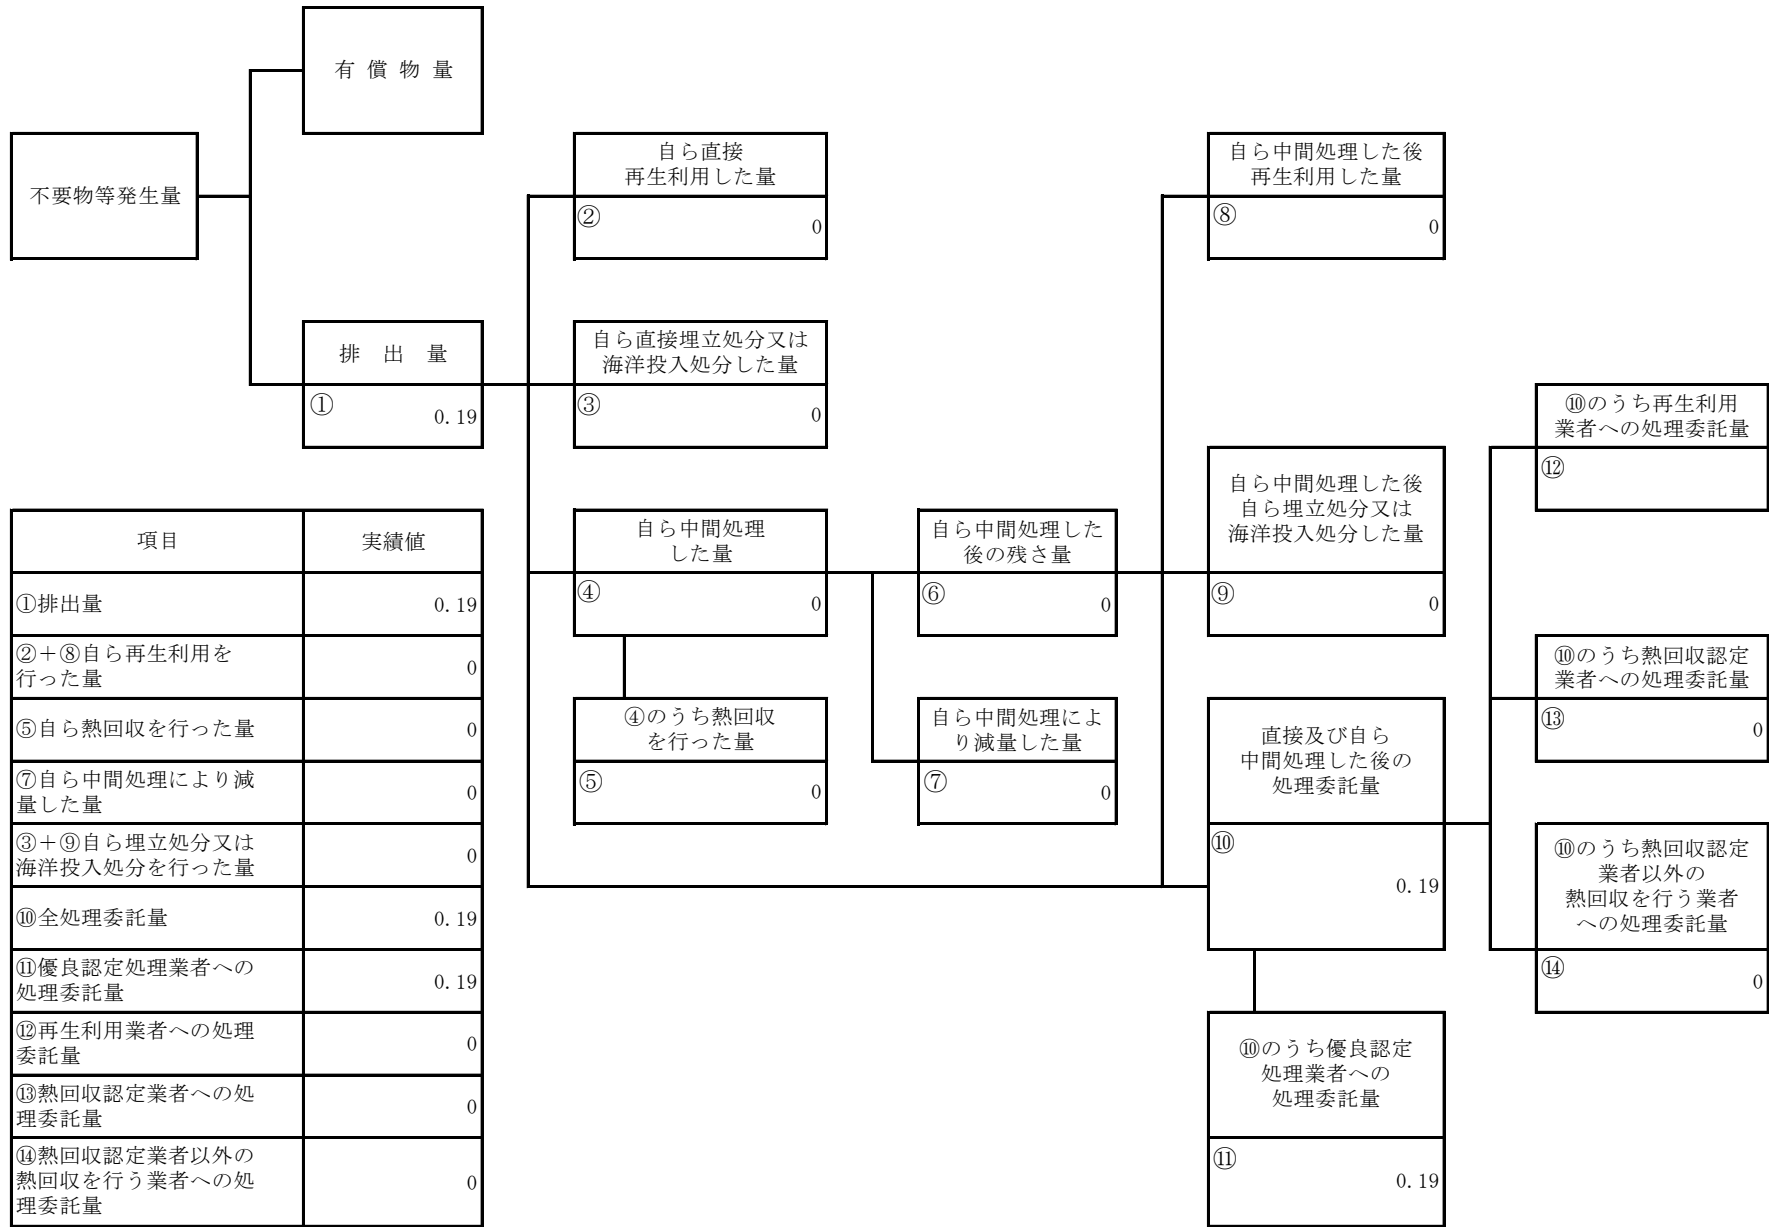 有償物量
不要物等発生量
排出量
①
0.19
自ら直接
再生利用した量
②
0
自ら直接埋立処分又は
海洋投入処分した量
③
0
自ら中間処理
した量
④
0
④のうち熱回収
を行った量
⑤
0
自ら中間処理した
後の残さ量
⑥
0
自ら中間処理によ
り減量した量
⑦
0
自ら中間処理した後
再生利用した量
⑧
0
自ら中間処理した後
自ら埋立処分又は
海洋投入処分した量
⑨
0
直接及び自ら
中間処理した後の
処理委託量
⑩
0.19
⑩のうち優良認定
処理業者への
処理委託量
⑪
0.19
⑩のうち再生利用
業者への処理委託量
⑫
⑩のうち熱回収認定
業者への処理委託量
⑬
0
⑩のうち熱回収認定
業者以外の
熱回収を行う業者
への処理委託量
⑭
0
項目 実績値
①排出量 0.19
②+⑧自ら再生利用を
行った量 0
⑤自ら熱回収を行った量 0
⑦自ら中間処理により減
量した量 0
③+⑨自ら埋立処分又は
海洋投入処分を行った量 0
⑩全処理委託量 0.19
⑪優良認定処理業者への
処理委託量 0.19
⑫再生利用業者への処理
委託量 0
⑬熱回収認定業者への処
理委託量 0
⑭熱回収認定業者以外の
熱回収を行う業者への処
理委託量 0